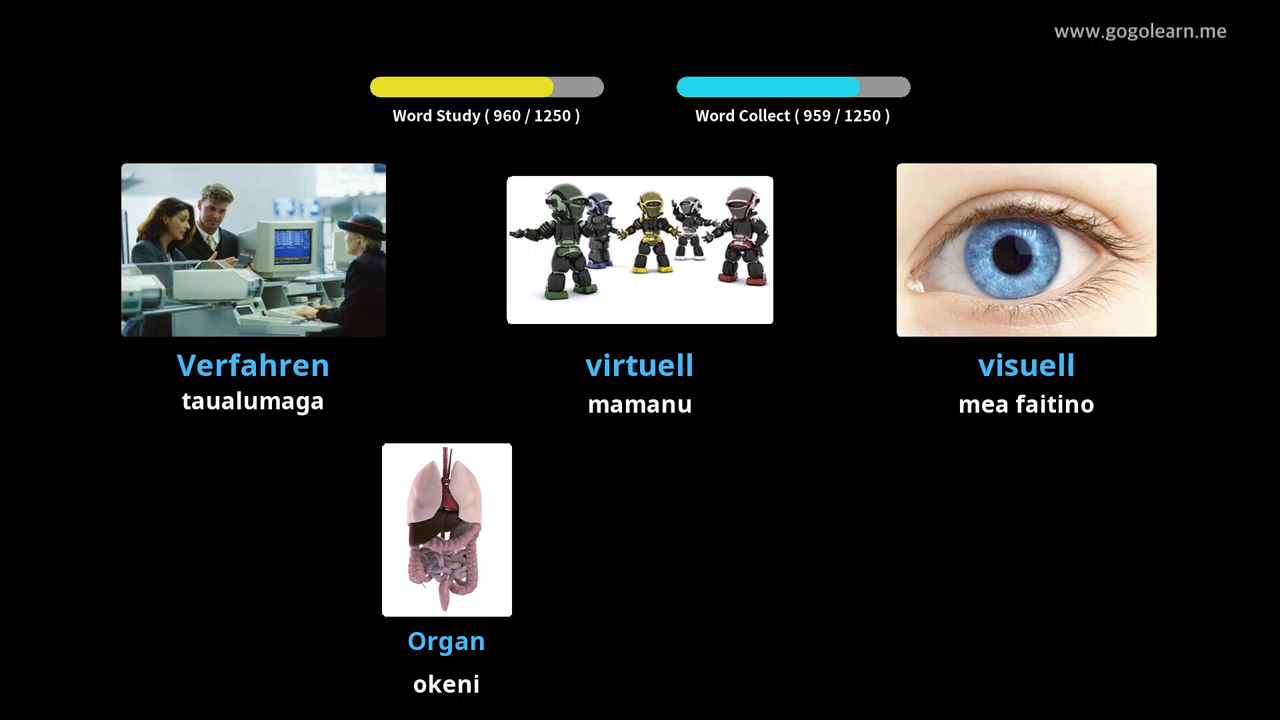 www.gogolearn.me
Word Study ( 960 / 1250 )
Word Collect ( 959 / 1250 )
Verfahren
taualumaga
virtuell
mamanu
visuell
mea faitino
Organ
okeni